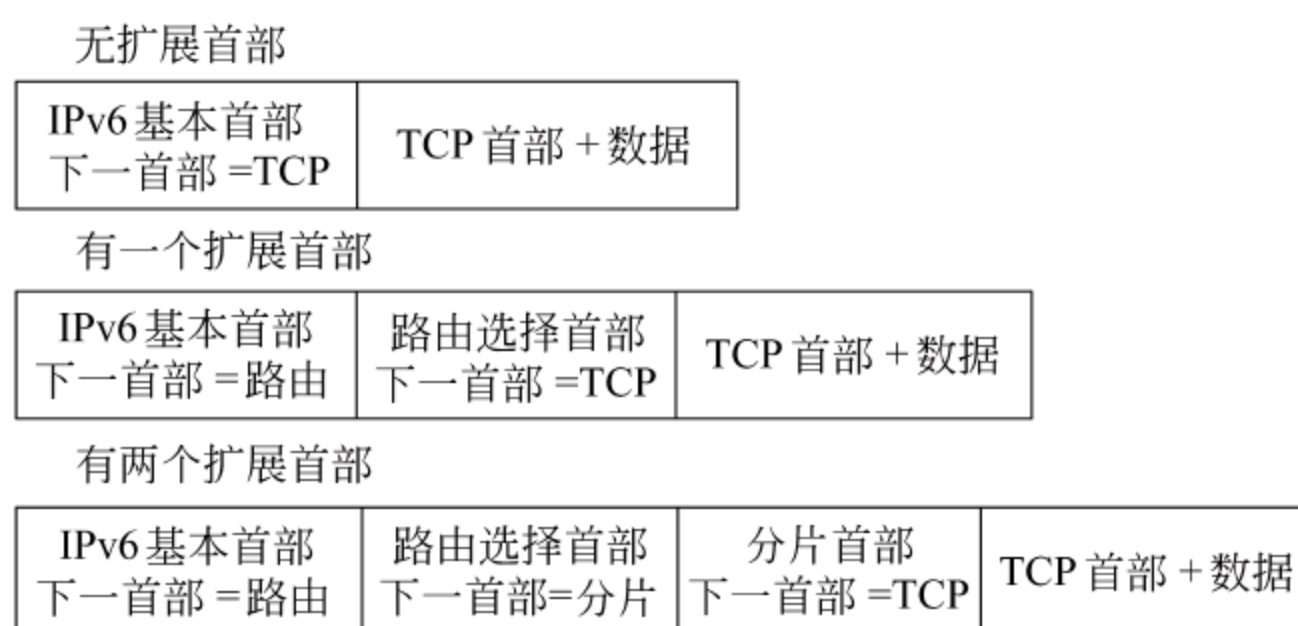 无扩展首部
IPv6基本首部
下一首部 =TCP
TCP 首部 + 数据
有一个扩展首部
IPv6基本首部
下一首部 = 路由
路由选择首部
下一首部 =TCP
TCP 首部 + 数据
有两个扩展首部
IPv6基本首部
下一首部 = 路由
路由选择首部
下一首部=分片
分片首部
下一首部 =TCP
TCP 首部 + 数据